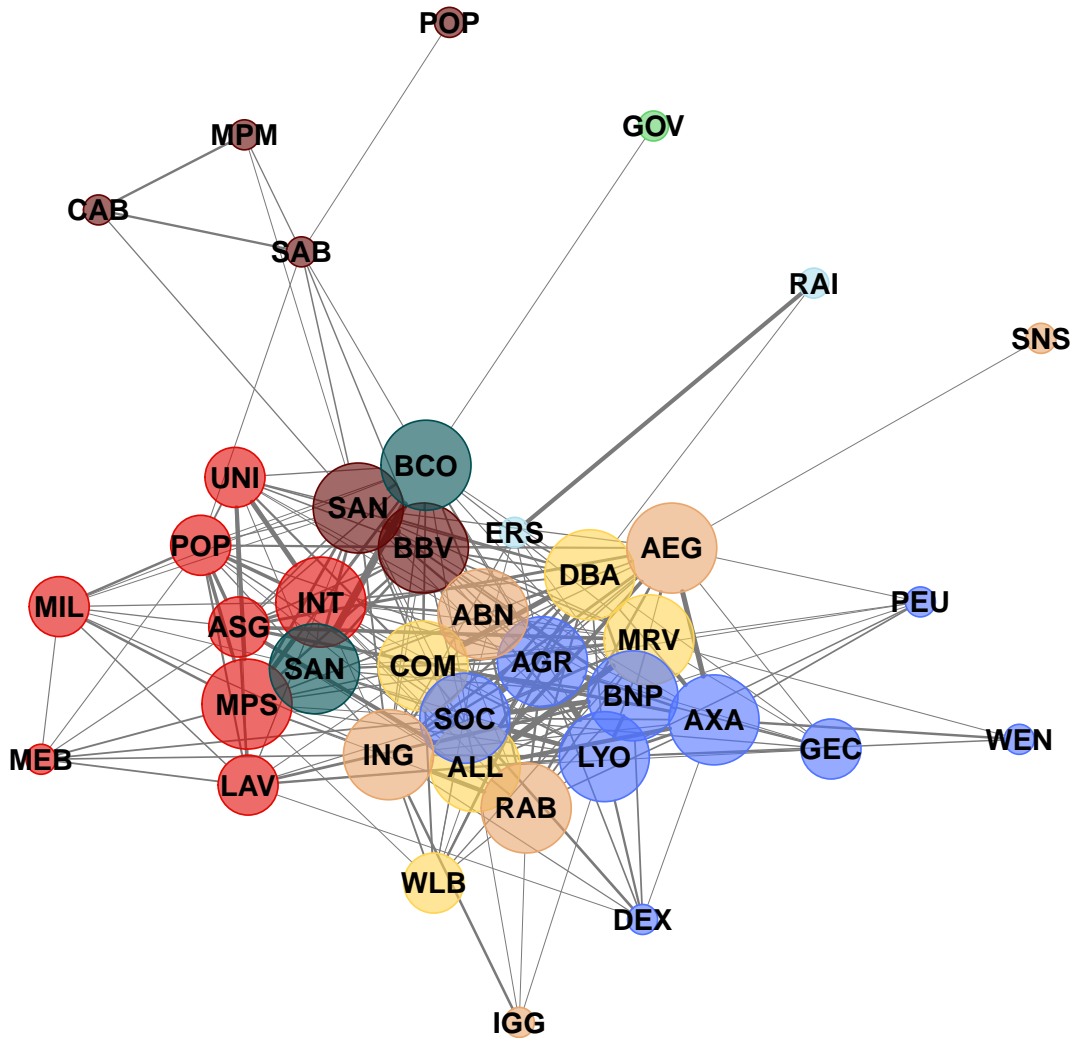 POP
GOV
MPM
CAB
SAB
RAI
SNS
BCO
UNI
SAN
ERS
POP
BBV
AEG
DBA
MIL
INT
ASG
ABN
PEU
MRV
COM
AGR
SAN
BNP
MPS
SOC
AXA
WEN
GEC
MEB
ING
ALL
LYO
LAV
RAB
WLB
DEX
IGG